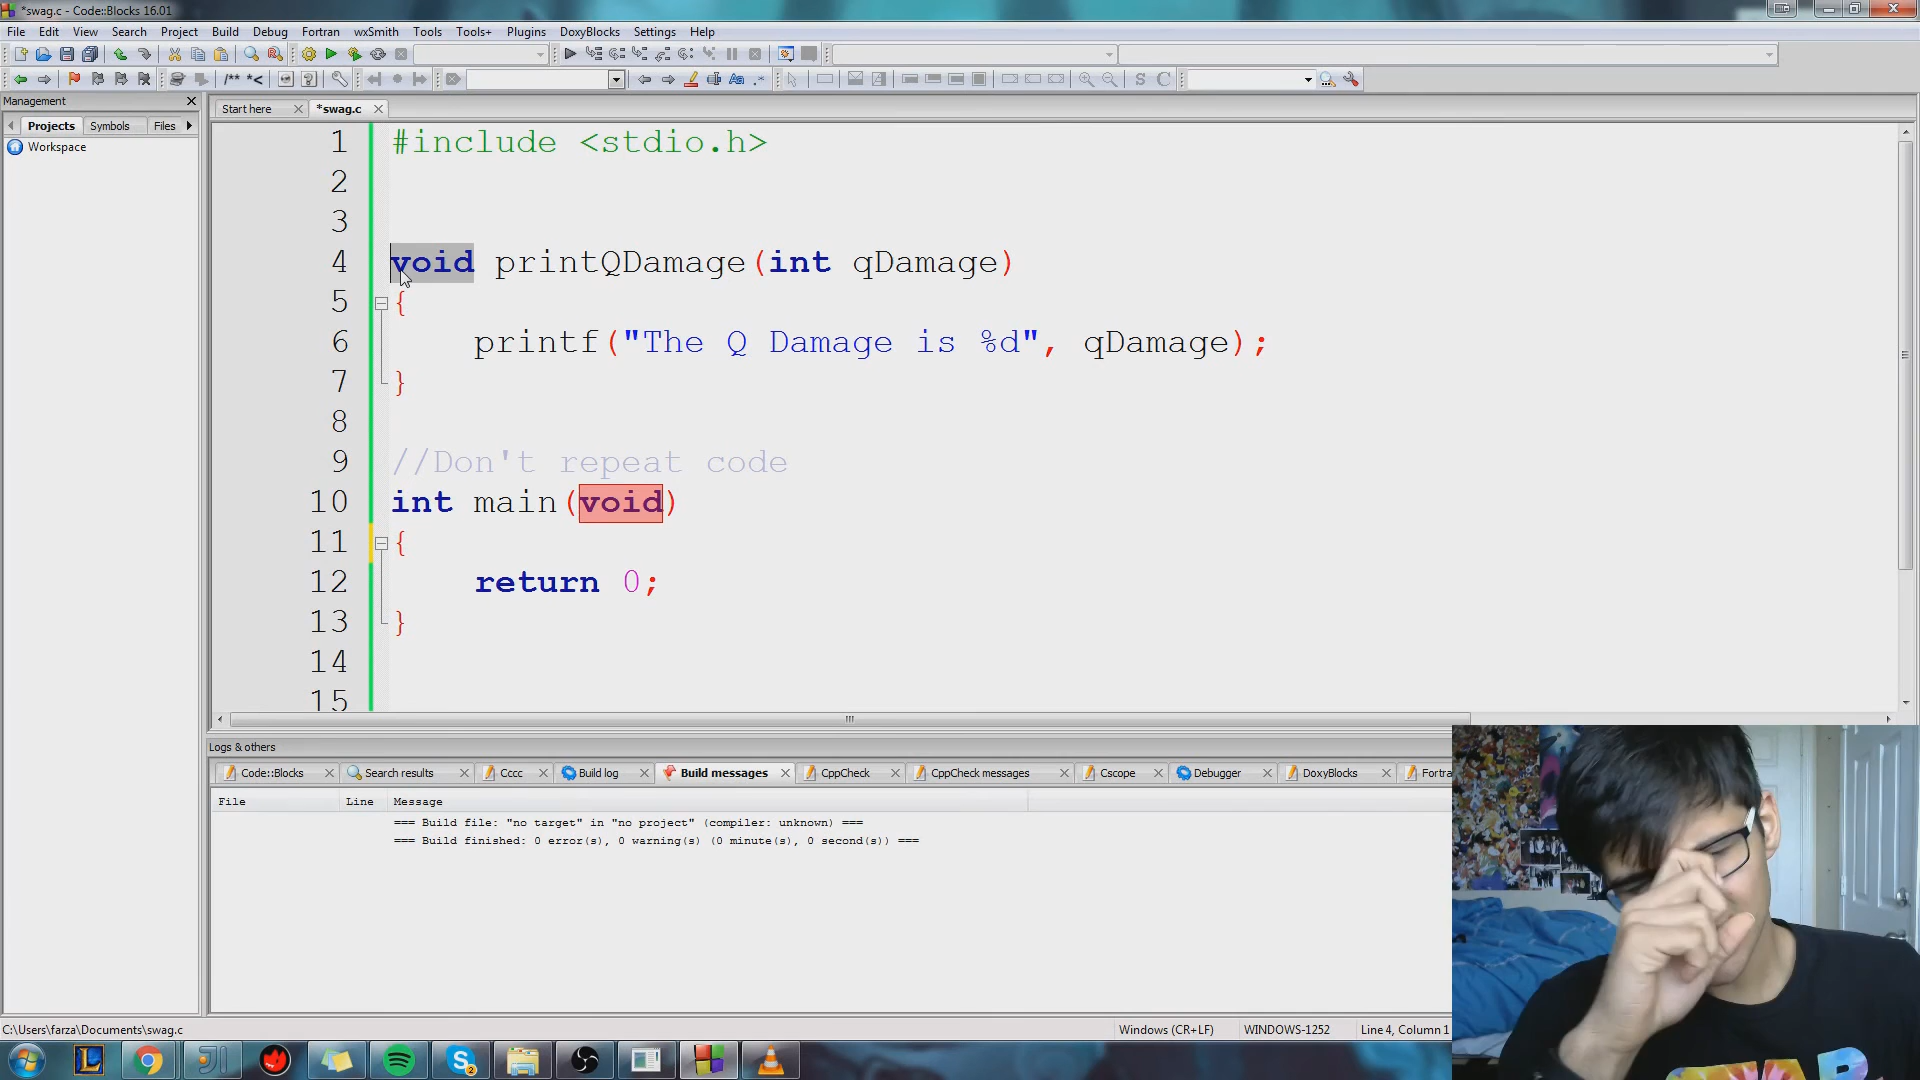 *swag.c - Code::Blocks 16.01
File Edit View Search Project Build Debug Fortran wxSmith Tools Tools+ Plugins DoxyBlocks Settings Help
/** *<
Aa .*
S C
Management
Start here *swag.c
Projects Symbols Files
Workspace
1 #include <stdio.h>
2
3
4 void printQDamage(int qDamage)
5 {
6 printf("The Q Damage is %d", qDamage);
7 }
8
9 //Don't repeat code
10 int main(void)
11 {
12 return 0;
13 }
14
15
Logs & others
Code::Blocks Search results Cccc Build log Build messages CppCheck CppCheck messages Cscope Debugger DoxyBlocks Fortra
File Line Message
=== Build file: "no target" in "no project" (compiler: unknown) ===
=== Build finished: 0 error(s), 0 warning(s) (0 minute(s), 0 second(s)) ===
C:\Users\farza\Documents\swag.c Windows (CR+LF) WINDOWS-1252 Line 4, Column 1